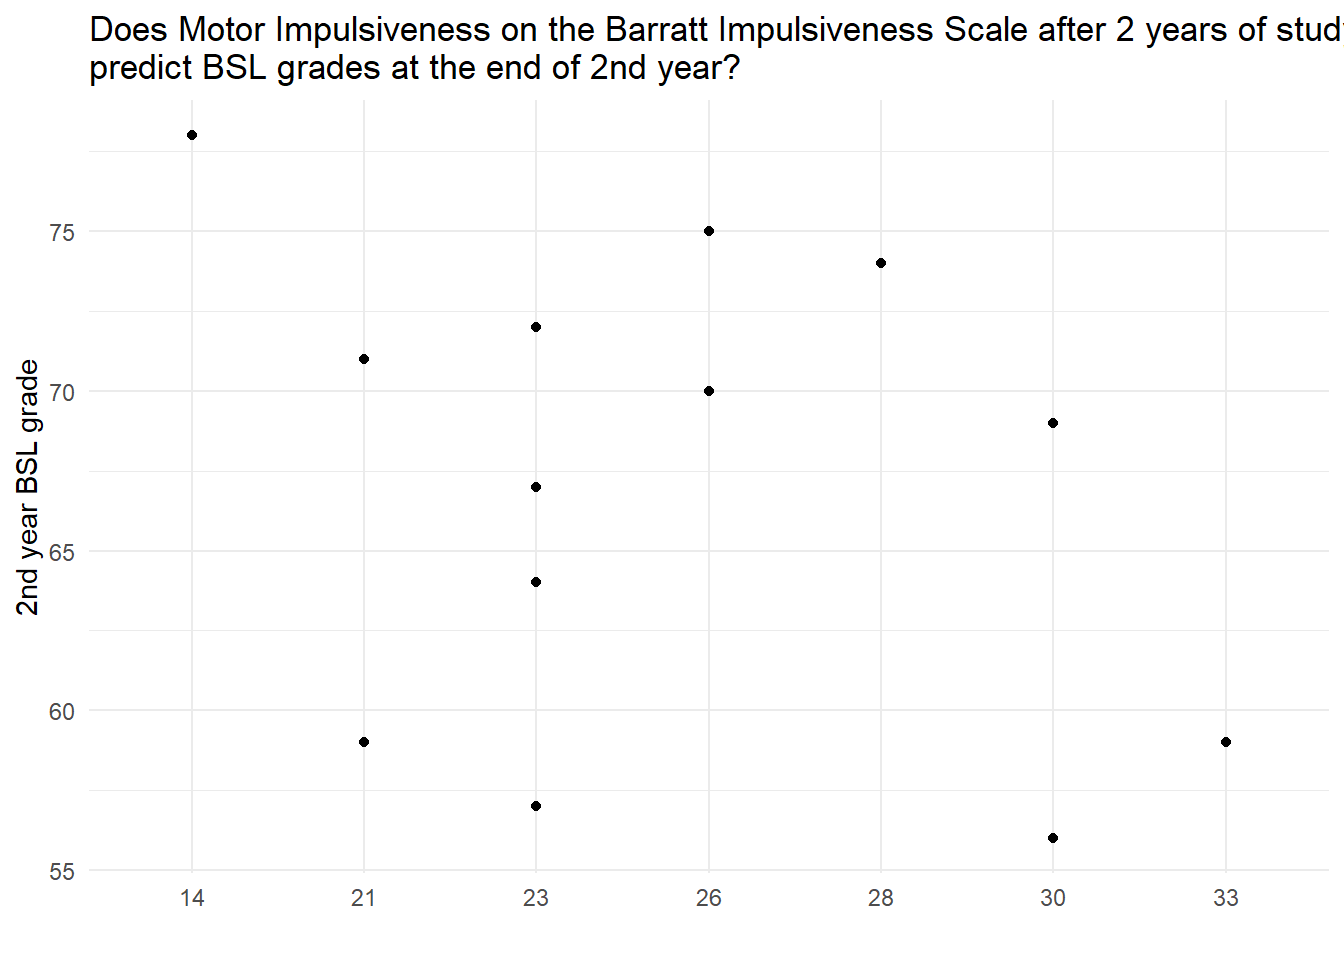 Does Motor Impulsiveness on the Barratt Impulsiveness Scale after 2 years of stud
predict BSL grades at the end of 2nd year?
2nd year BSL grade
75
70
65
60
55
14 21 23 26 28 30 33